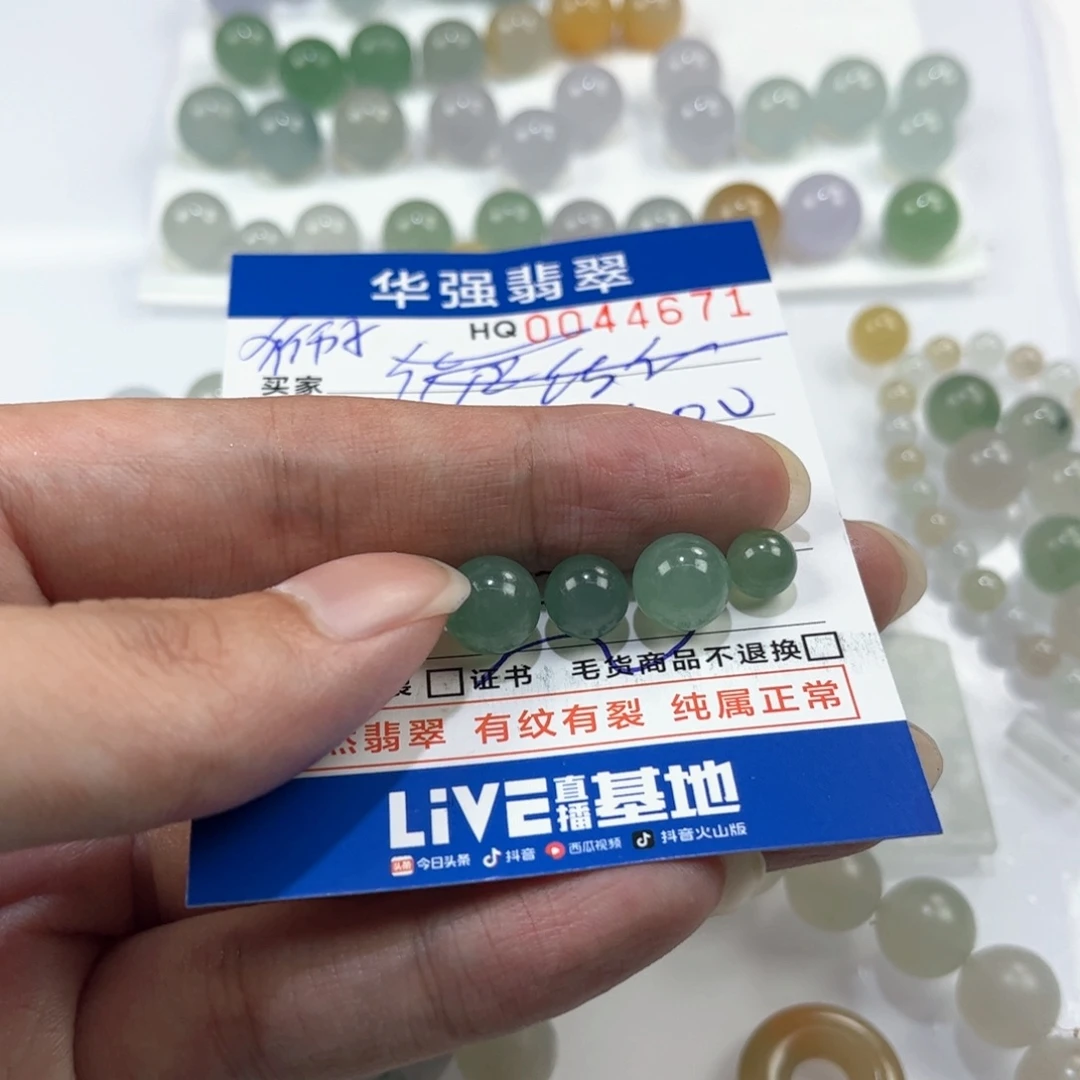 华强翡翠
HQ0044671
买家
证书 毛货商品不退换
翡翠 有纹有裂 纯属正常
LiVE直播基地
今日头条 抖音 西瓜视频 抖音火山版